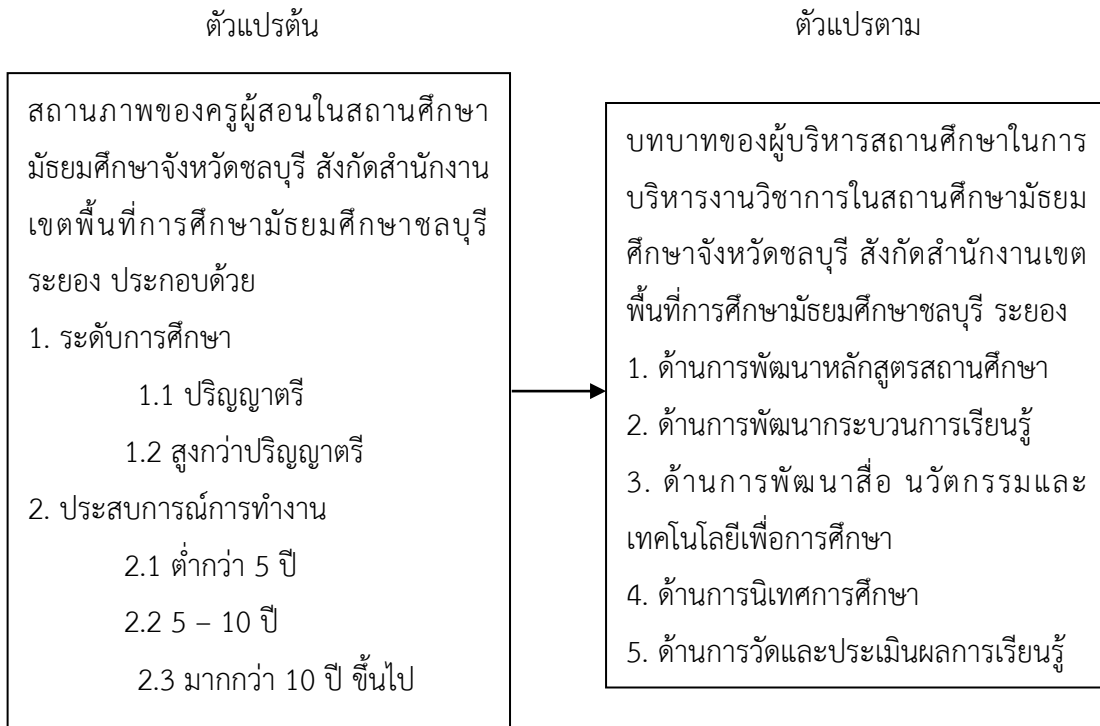 ตัวแปรต้น
ตัวแปรตาม
สถานภาพของครูผู้สอนในสถานศึกษา
มัธยมศึกษาจังหวัดชลบุรี สังกัดสำนักงาน
เขตพื้นที่การศึกษามัธยมศึกษาชลบุรี
ระยอง ประกอบด้วย
1. ระดับการศึกษา
1.1 ปริญญาตรี
1.2 สูงกว่าปริญญาตรี
2. ประสบการณ์การทำงาน
2.1 ต่ำกว่า 5 ปี
2.2 5 – 10 ปี
2.3 มากกว่า 10 ปี ขึ้นไป
บทบาทของผู้บริหารสถานศึกษาในการ
บริหารงานวิชาการในสถานศึกษามัธยม
ศึกษาจังหวัดชลบุรี สังกัดสำนักงานเขต
พื้นที่การศึกษามัธยมศึกษาชลบุรี ระยอง
1. ด้านการพัฒนาหลักสูตรสถานศึกษา
2. ด้านการพัฒนากระบวนการเรียนรู้
3. ด้านการพัฒนาสื่อ นวัตกรรมและ
เทคโนโลยีเพื่อการศึกษา
4. ด้านการนิเทศการศึกษา
5. ด้านการวัดและประเมินผลการเรียนรู้